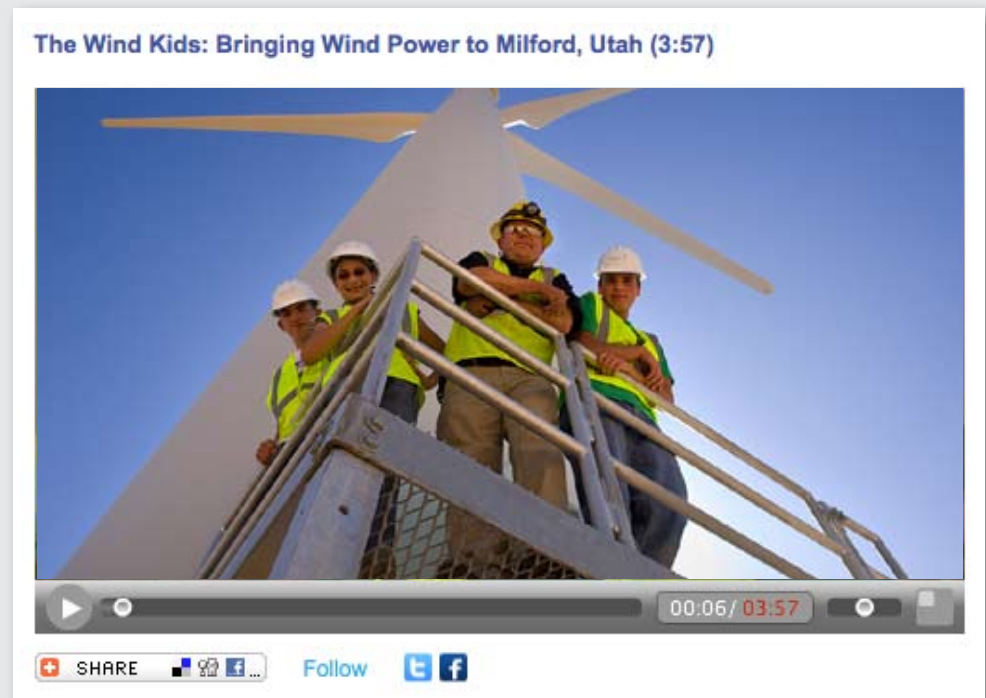 The Wind Kids: Bringing Wind Power to Milford, Utah (3:57)
00:06/ 03:57
SHARE ...
Follow